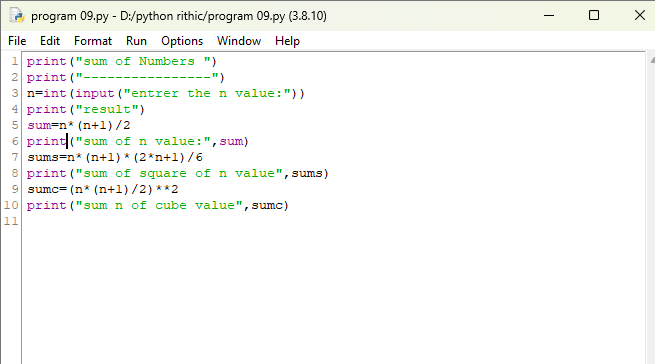 program 09.py - D:/python rithic/program 09.py (3.8.10)
File Edit Format Run Options Window Help
1 print("sum of Numbers ")
2 print("----------------")
3 n=int(input("entrer the n value:"))
4 print("result")
5 sum=n*(n+1)/2
6 print("sum of n value:",sum)
7 sums=n*(n+1)*(2*n+1)/6
8 print("sum of square of n value",sums)
9 sumc=(n*(n+1)/2)**2
10 print("sum n of cube value",sumc)
11